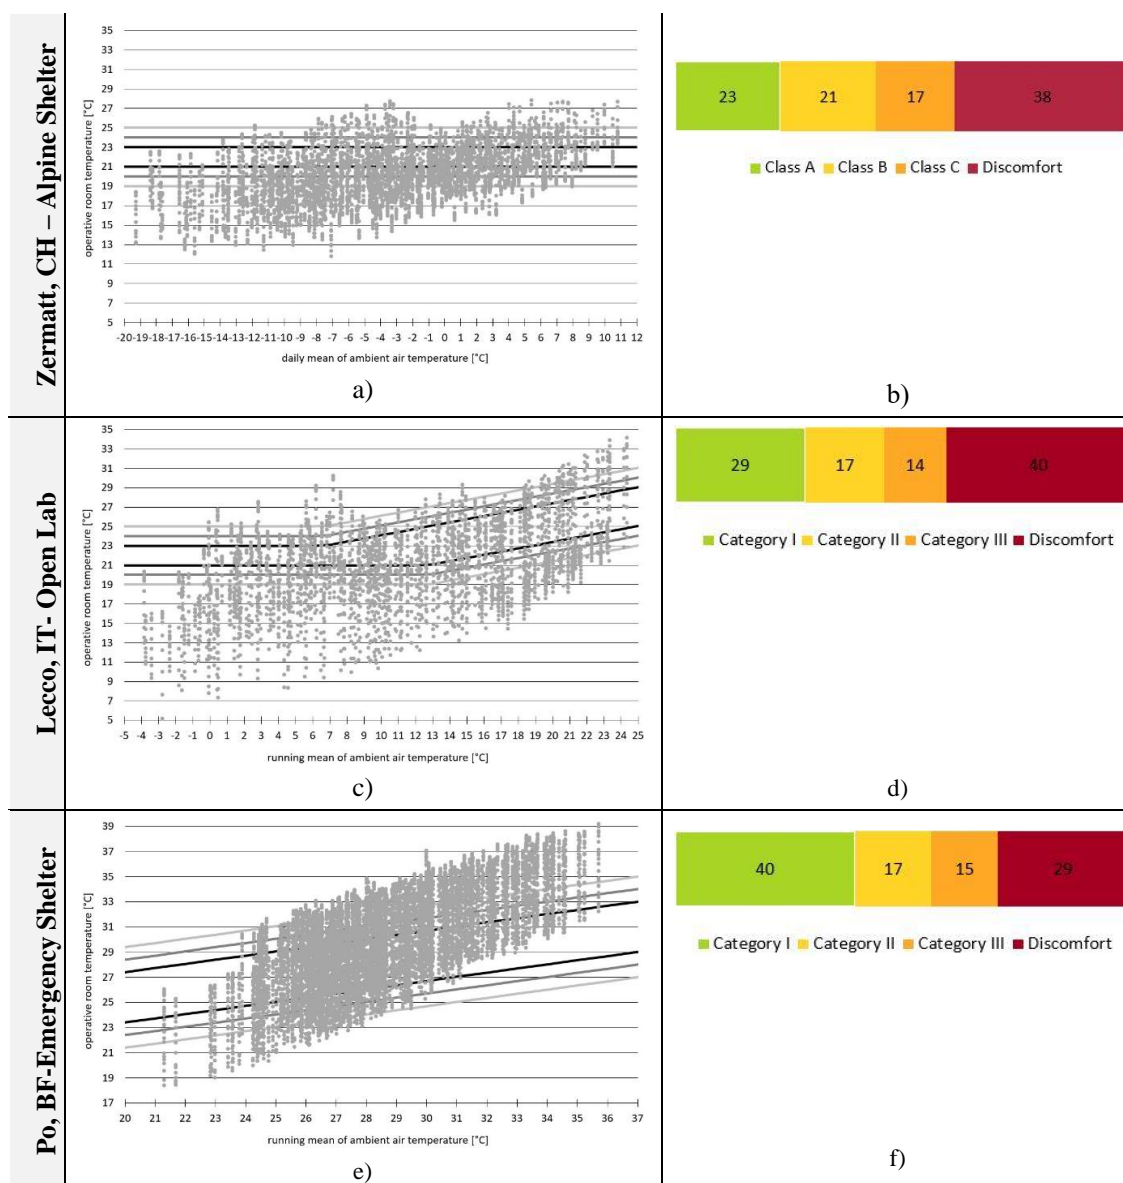 Zermatt, CH – Alpine Shelter
35
33
31
29
27
25
23
21
19
17
15
13
11
9
7
5
operative room temperature [°C]
-20 -19 -18 -17 -16 -15 -14 -13 -12 -11 -10 -9 -8 -7 -6 -5 -4 -3 -2 -1 0 1 2 3 4 5 6 7 8 9 10 11 12
daily mean of ambient air temperature [°C]
a)
23 21 17 38
Class A Class B Class C Discomfort
b)
Lecco, IT- Open Lab
35
33
31
29
27
25
23
21
19
17
15
13
11
9
7
5
operative room temperature [°C]
-5 -4 -3 -2 -1 0 1 2 3 4 5 6 7 8 9 10 11 12 13 14 15 16 17 18 19 20 21 22 23 24 25
running mean of ambient air temperature [°C]
c)
29 17 14 40
Category I Category II Category III Discomfort
d)
Po, BF-Emergency Shelter
39
37
35
33
31
29
27
25
23
21
19
17
operative room temperature [°C]
20 21 22 23 24 25 26 27 28 29 30 31 32 33 34 35 36 37
running mean of ambient air temperature [°C]
e)
40 17 15 29
Category I Category II Category III Discomfort
f)